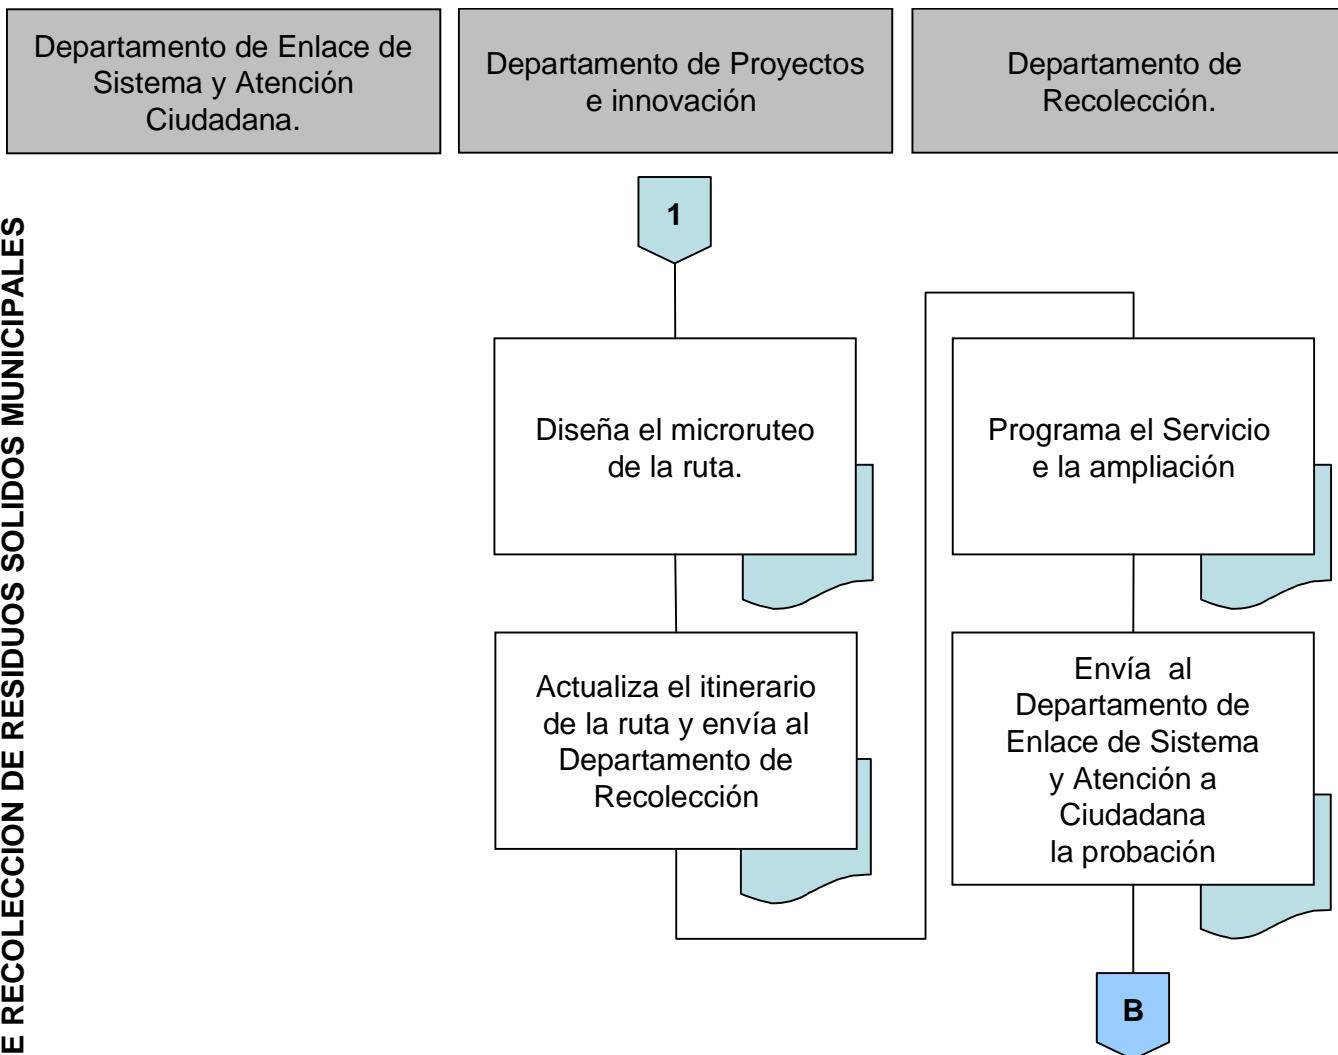 Departamento de Enlace de
Sistema y Atención
Ciudadana.
Departamento de Proyectos
e innovación
Departamento de
Recolección.
E RECOLECCION DE RESIDUOS SOLIDOS MUNICIPALES
1
Diseña el microruteo
de la ruta.
Actualiza el itinerario
de la ruta y envía al
Departamento de
Recolección
Programa el Servicio
e la ampliación
Envía al
Departamento de
Enlace de Sistema
y Atención a
Ciudadana
la probación
B